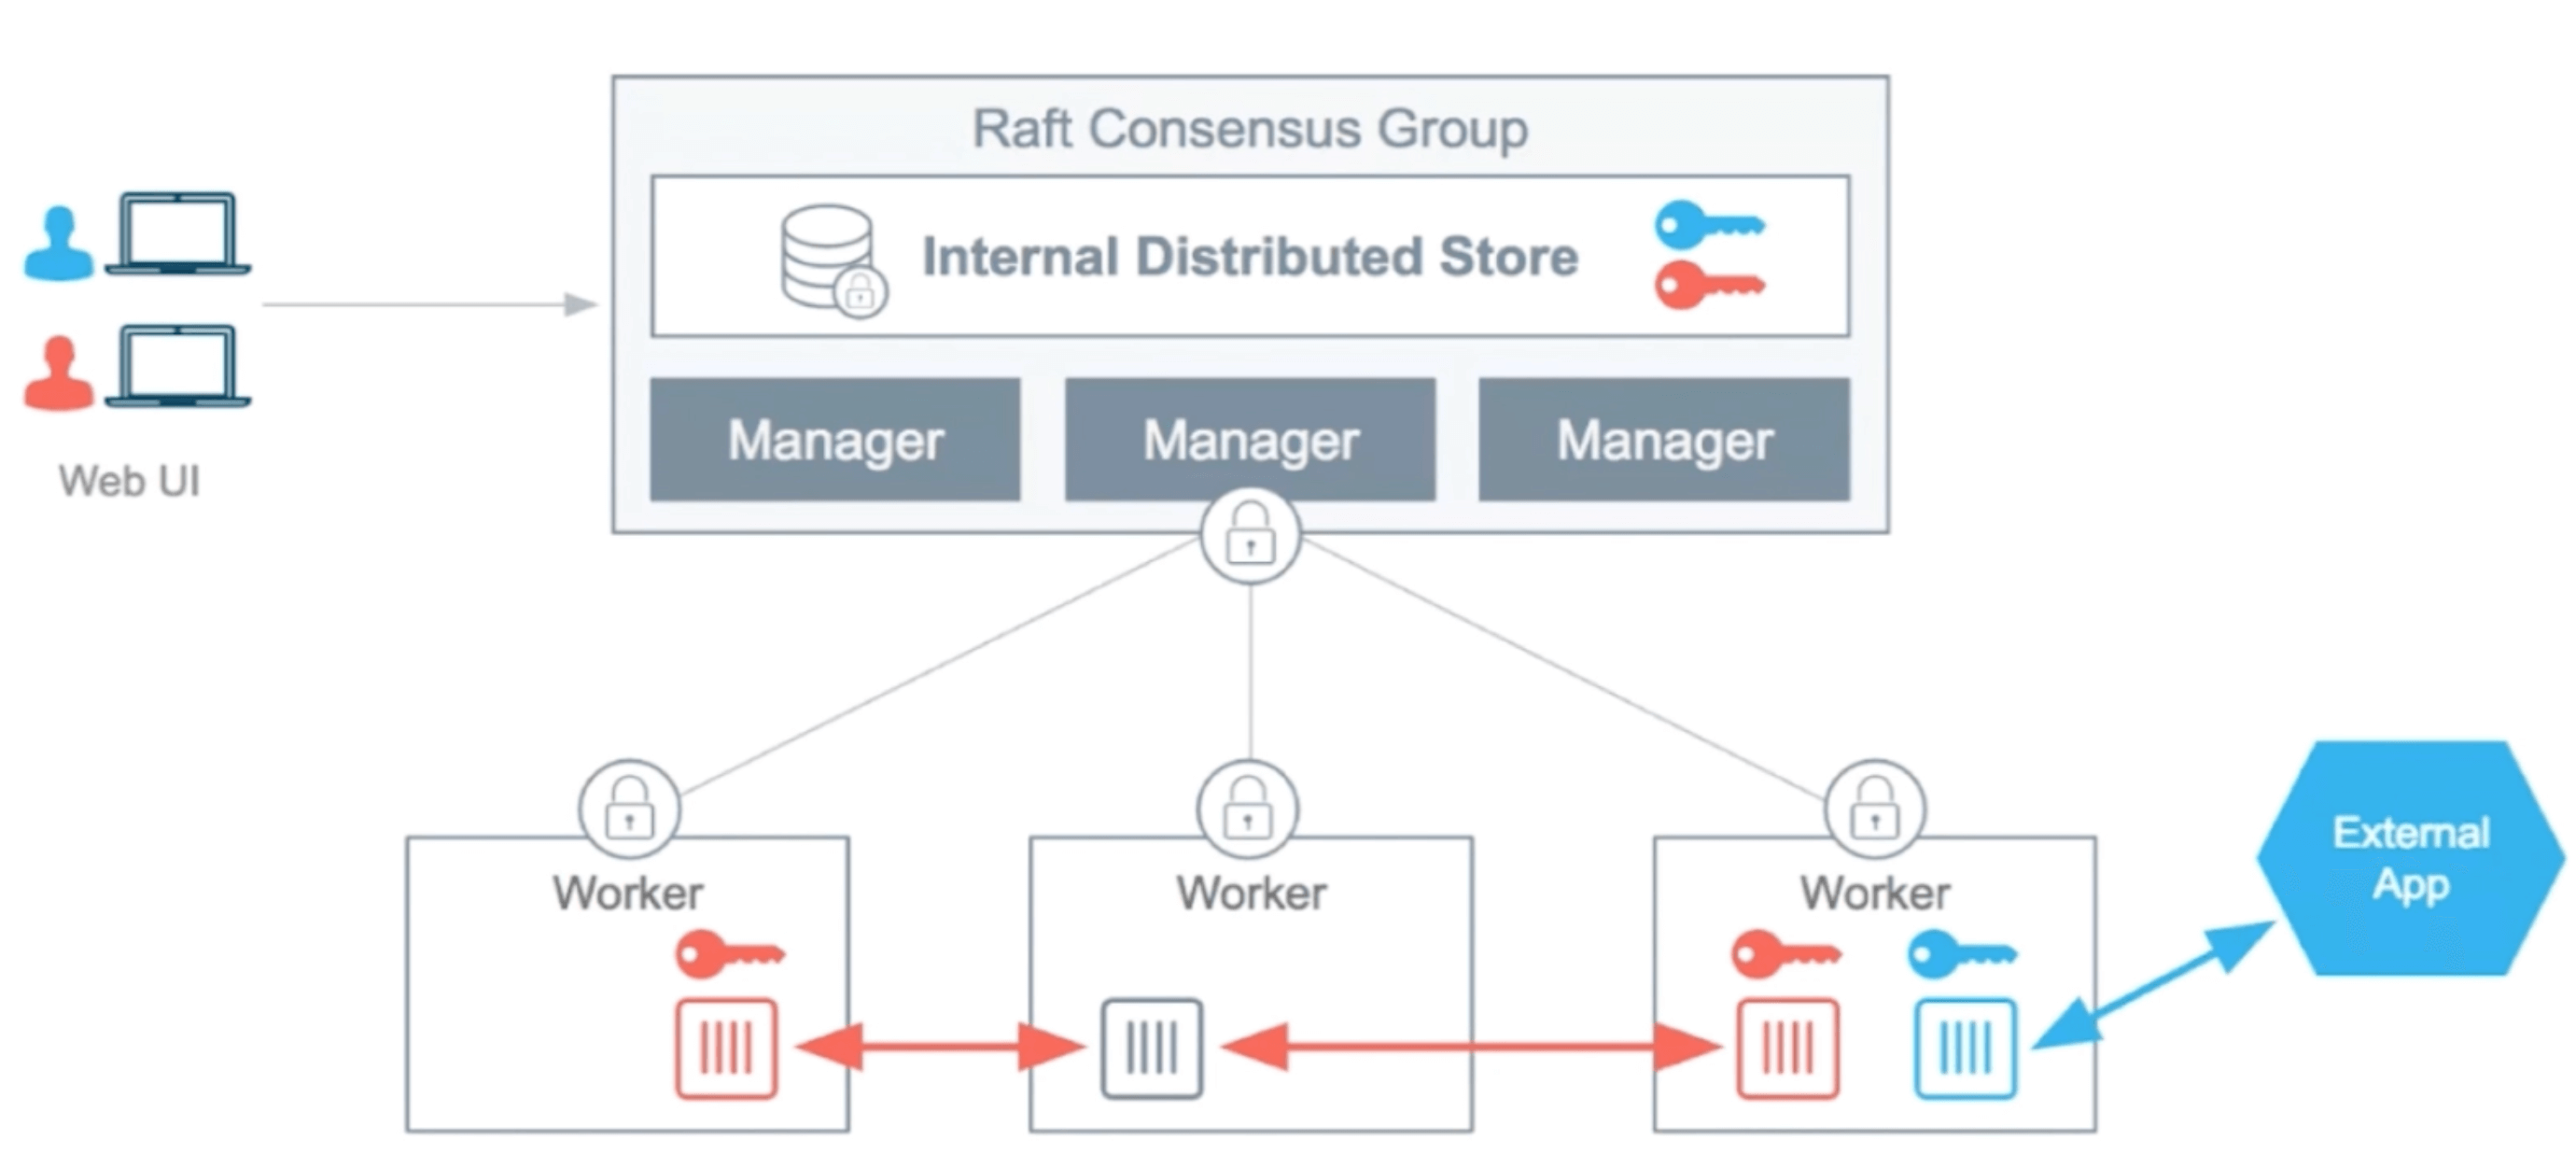 Raft Consensus Group
Internal Distributed Store
Manager
Manager
Manager
Web UI
Worker
Worker
Worker
External
App